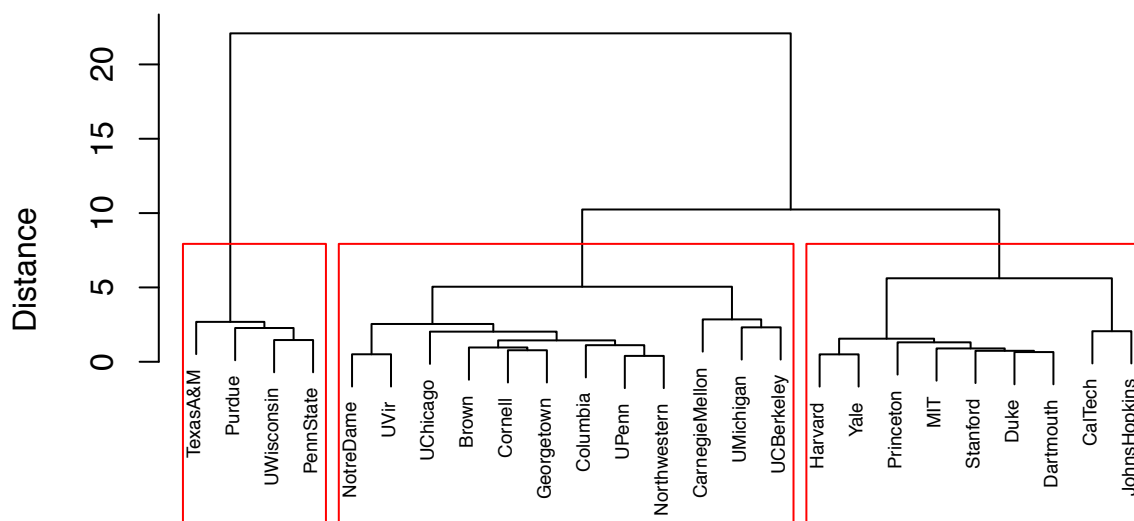 Distance
20
15
10
5
0
TexasA&M
Purdue
UWisconsin
PennState
NotreDame
UVir
UChicago
Brown
Cornell
Georgetown
Columbia
UPenn
Northwestern
CarnegieMellon
UMichigan
UCBerkeley
Harvard
Yale
Princeton
MIT
Stanford
Duke
Dartmouth
CalTech
JohnsHopkins